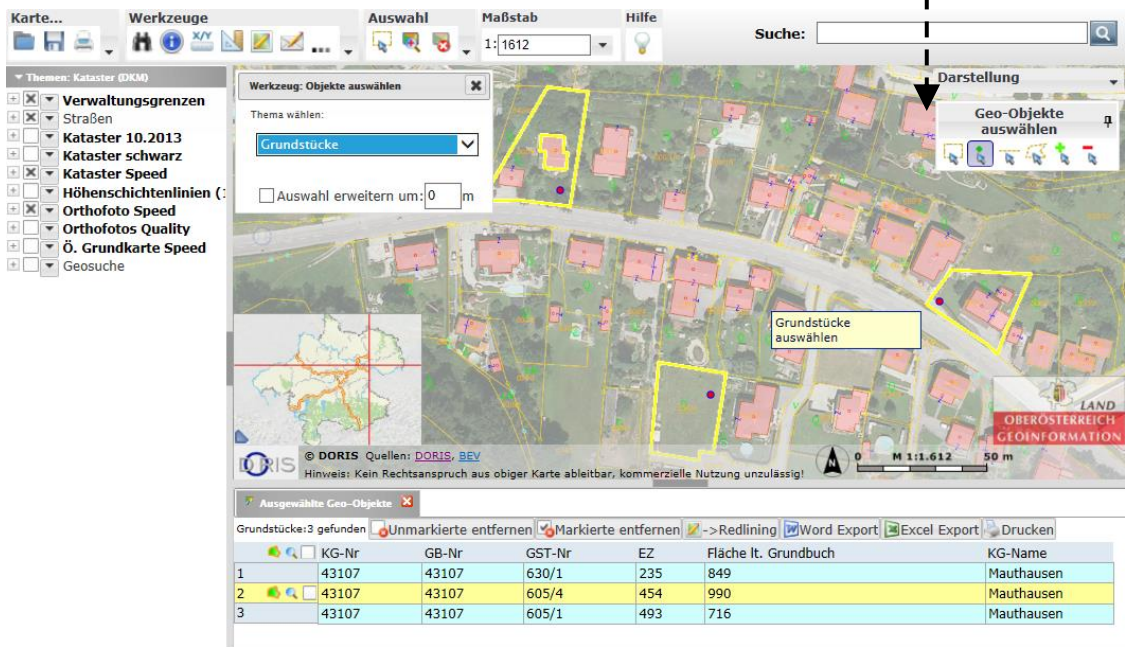 Karte... Werkzeuge Auswahl Maßstab Hilfe
X/Y ... 1: 1612 Suche:
Themen: Kataster (DKM)
Verwaltungsgrenzen
Straßen
Kataster 10.2013
Kataster schwarz
Kataster Speed
Höhenschichtenlinien (
Orthofoto Speed
Orthofotos Quality
Ö. Grundkarte Speed
Geosuche
Werkzeug: Objekte auswählen
Thema wählen:
Grundstücke
Auswahl erweitern um: 0 m
Darstellung
Geo-Objekte
auswählen
Grundstücke
auswählen
LAND
OBERÖSTERREICH
GEOINFORMATION
DORIS
© DORIS Quellen: DORIS, BEV
Hinweis: Kein Rechtsanspruch aus obiger Karte ableitbar, kommerzielle Nutzung unzulässig!
N 0 M 1:1.612 50 m
Ausgewählte Geo-Objekte
Grundstücke:3 gefunden Unmarkierte entfernen Markierte entfernen ->Redlining Word Export Excel Export Drucken
KG-Nr GB-Nr GST-Nr EZ Fläche lt. Grundbuch KG-Name
1 43107 43107 630/1 235 849 Mauthausen
2 43107 43107 605/4 454 990 Mauthausen
3 43107 43107 605/1 493 716 Mauthausen